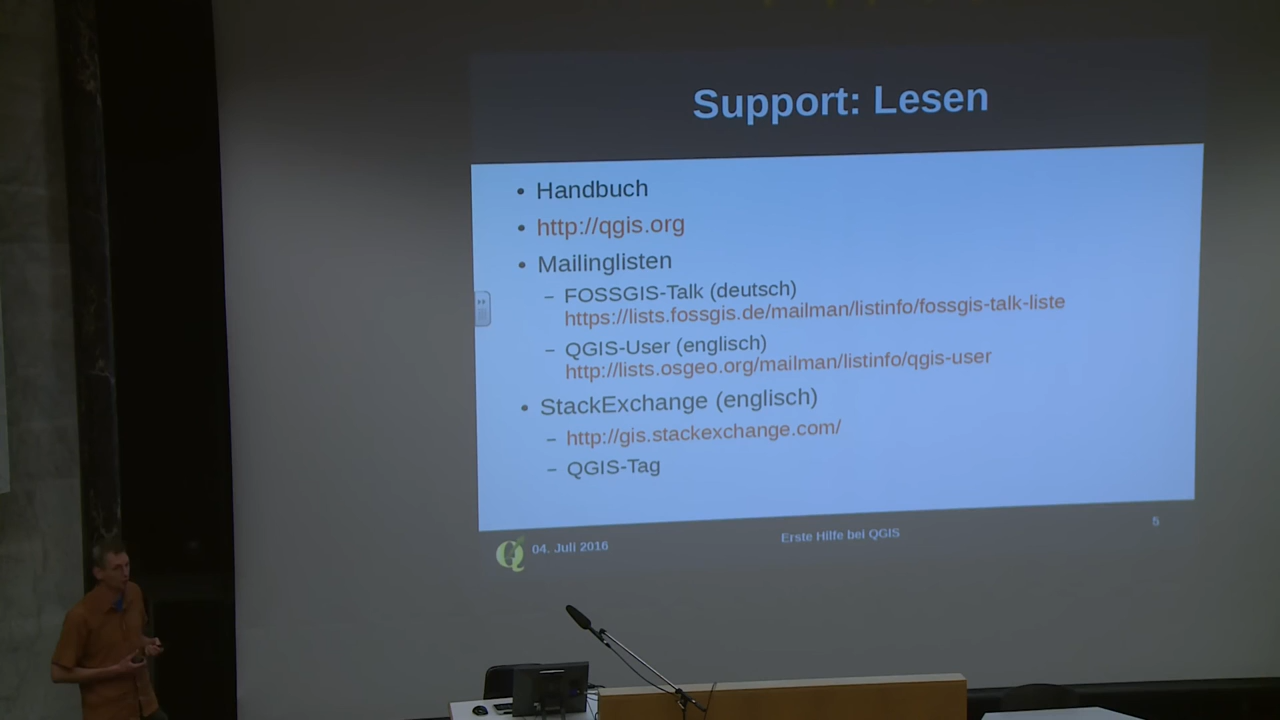 Support: Lesen
• Handbuch
• http://qgis.org
• Mailinglisten
– FOSSGIS-Talk (deutsch)
https://lists.fossgis.de/mailman/listinfo/fossgis-talk-liste
– QGIS-User (englisch)
http://lists.osgeo.org/mailman/listinfo/qgis-user
• StackExchange (englisch)
– http://gis.stackexchange.com/
– QGIS-Tag
04. Juli 2016
Erste Hilfe bei QGIS
5